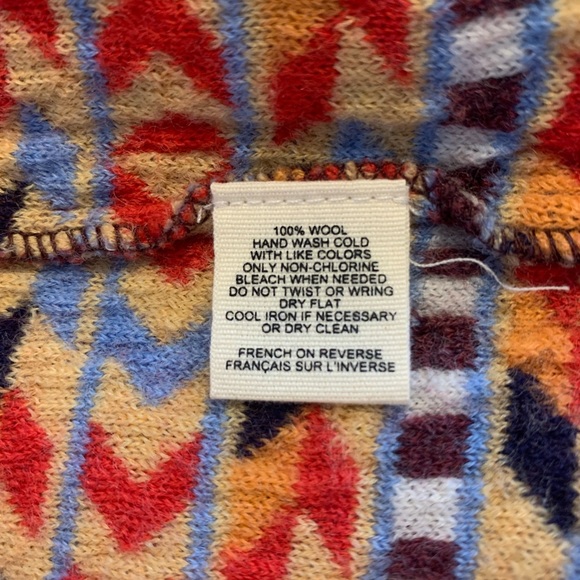 100% WOOL
HAND WASH COLD
WITH LIKE COLORS
ONLY NON-CHLORINE
BLEACH WHEN NEEDED
DO NOT TWIST OR WRING
DRY FLAT
COOL IRON IF NECESSARY
OR DRY CLEAN
FRENCH ON REVERSE
FRANÇAIS SUR L'INVERSE